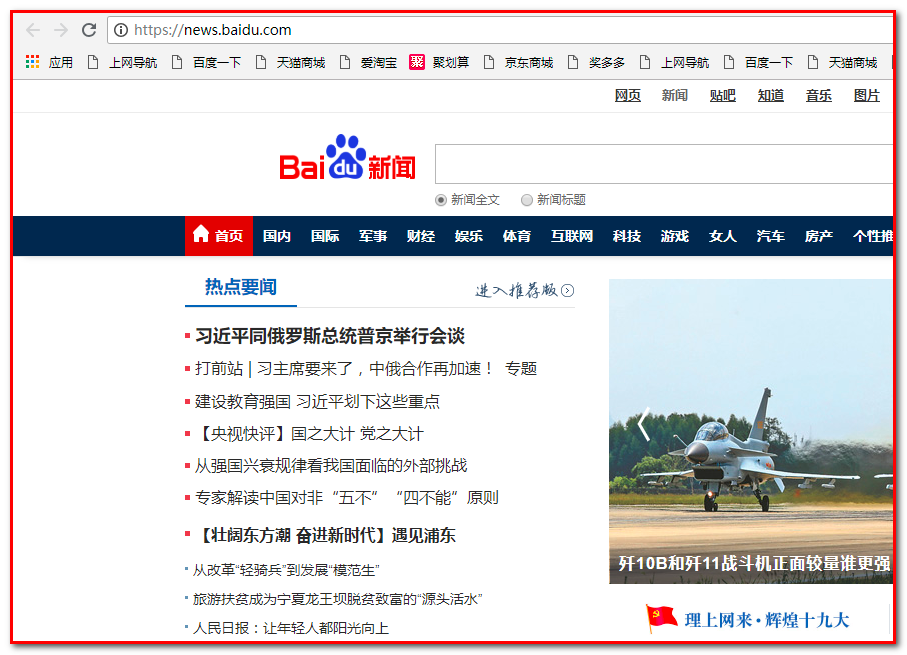 https://news.baidu.com
应用 上网导航 百度一下 天猫商城 爱淘宝 聚划算 京东商城 奖多多 上网导航 百度一下 天猫商城
网页 新闻 贴吧 知道 音乐 图片
Bai du 新闻
新闻全文 新闻标题
首页 国内 国际 军事 财经 娱乐 体育 互联网 科技 游戏 女人 汽车 房产 个性推
热点要闻 进入推荐版
习近平同俄罗斯总统普京举行会谈
打前站 | 习主席要来了，中俄合作再加速！ 专题
建设教育强国 习近平划下这些重点
【央视快评】国之大计 党之大计
从强国兴衰规律看我国面临的外部挑战
专家解读中国对非“五不” “四不能”原则
【壮阔东方潮 奋进新时代】遇见浦东
从改革“轻骑兵”到发展“模范生”
旅游扶贫成为宁夏龙王坝脱贫致富的“源头活水”
人民日报：让年轻人都阳光向上
歼10B和歼11战斗机正面较量谁更强
理上网来·辉煌十九大